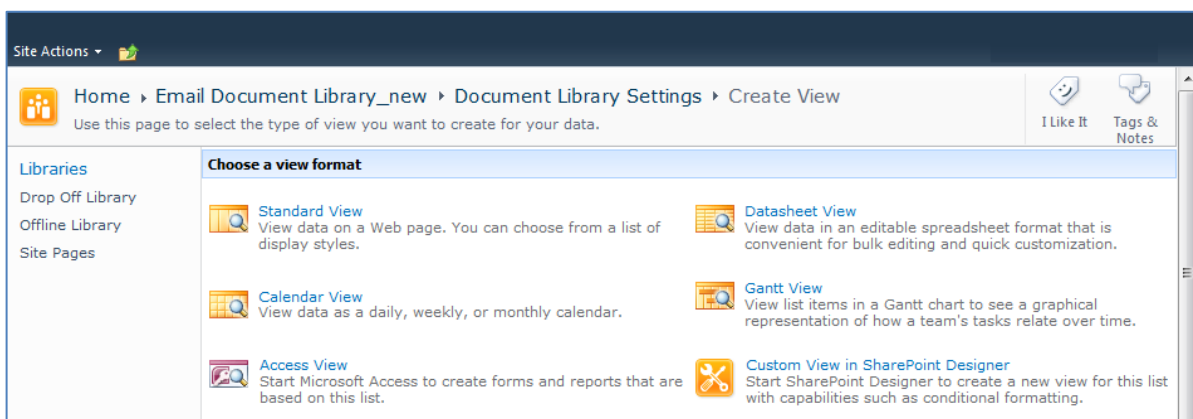 Site Actions
Home ▸ Email Document Library_new ▸ Document Library Settings ▸ Create View
Use this page to select the type of view you want to create for your data.
I Like It
Tags &
Notes
Libraries
Drop Off Library
Offline Library
Site Pages
Choose a view format
Standard View
View data on a Web page. You can choose from a list of
display styles.
Datasheet View
View data in an editable spreadsheet format that is
convenient for bulk editing and quick customization.
Calendar View
View data as a daily, weekly, or monthly calendar.
Gantt View
View list items in a Gantt chart to see a graphical
representation of how a team's tasks relate over time.
Access View
Start Microsoft Access to create forms and reports that are
based on this list.
Custom View in SharePoint Designer
Start SharePoint Designer to create a new view for this list
with capabilities such as conditional formatting.